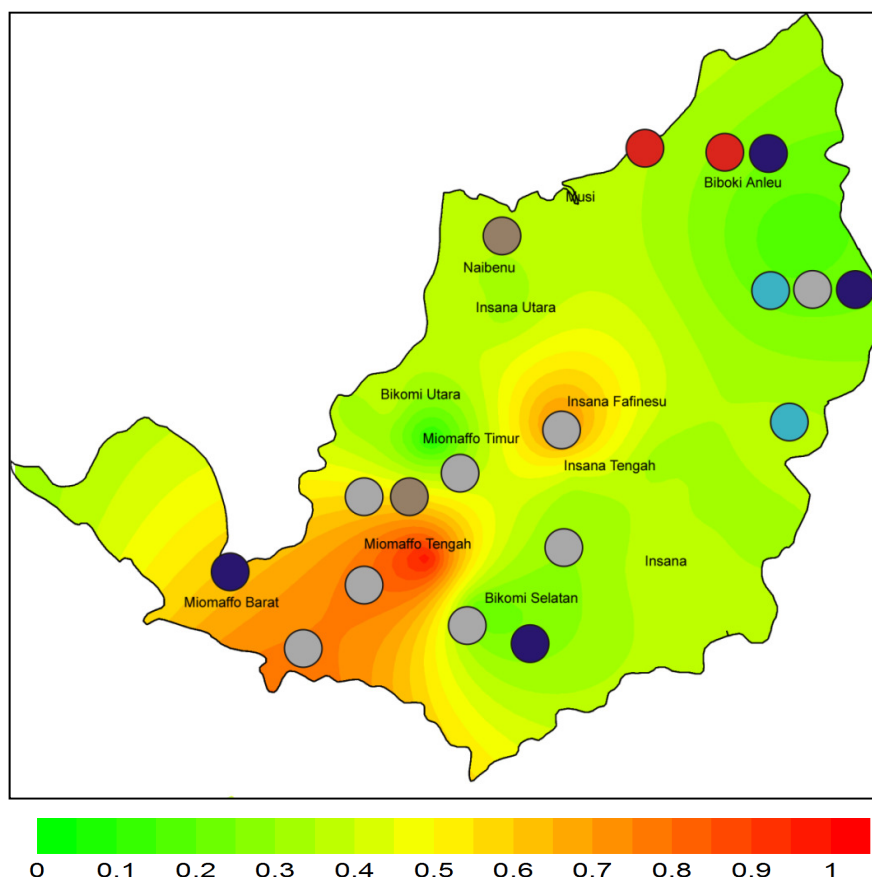 Biboki Anleu
Musi
Naibenu
Insana Utara
Bikomi Utara
Insana Fafinesu
Miomaffo Timur
Insana Tengah
Miomaffo Tengah
Insana
Miomaffo Barat
Bikomi Selatan
0 0.1 0.2 0.3 0.4 0.5 0.6 0.7 0.8 0.9 1